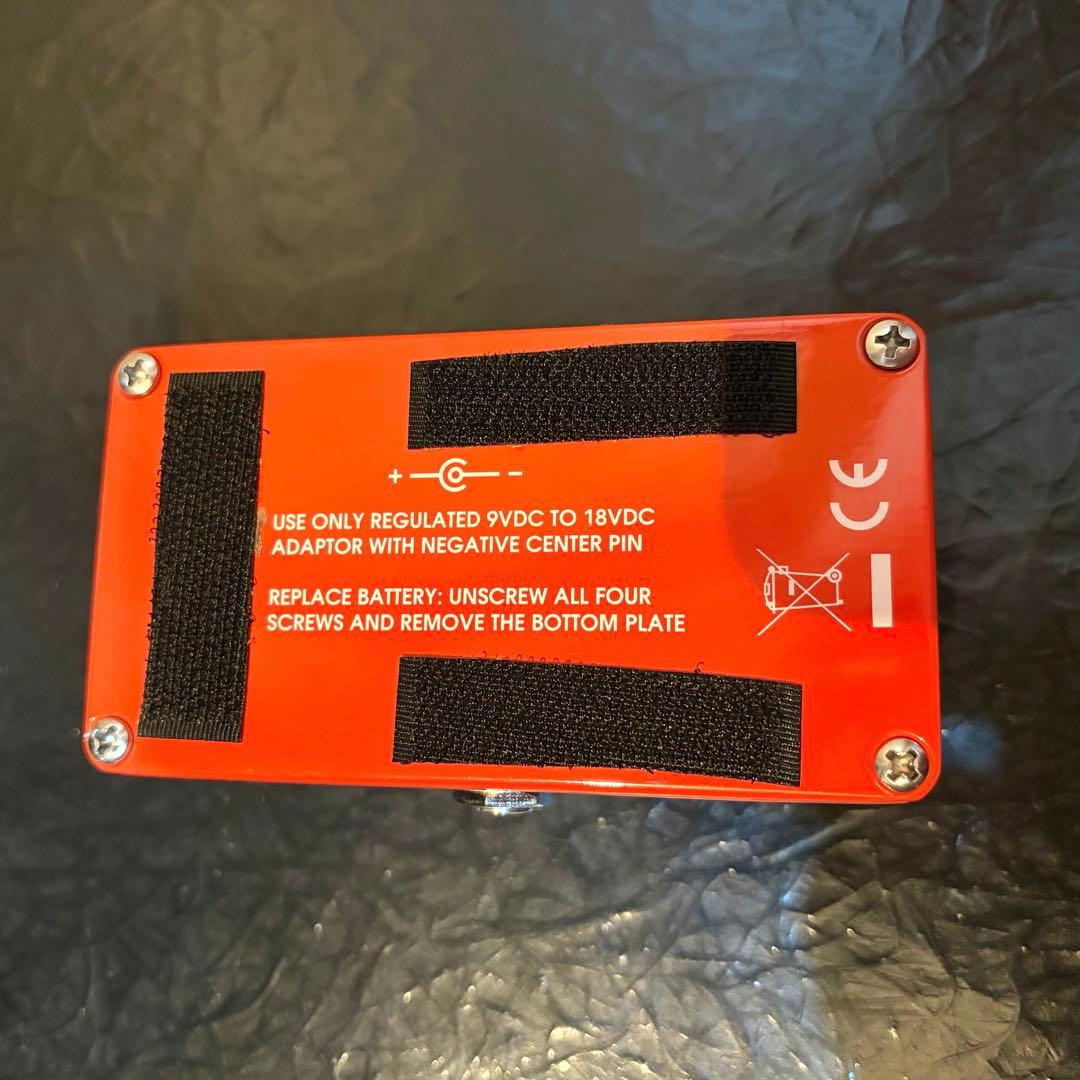 + -
USE ONLY REGULATED 9VDC TO 18VDC
ADAPTOR WITH NEGATIVE CENTER PIN
REPLACE BATTERY: UNSCREW ALL FOUR
SCREWS AND REMOVE THE BOTTOM PLATE
CE